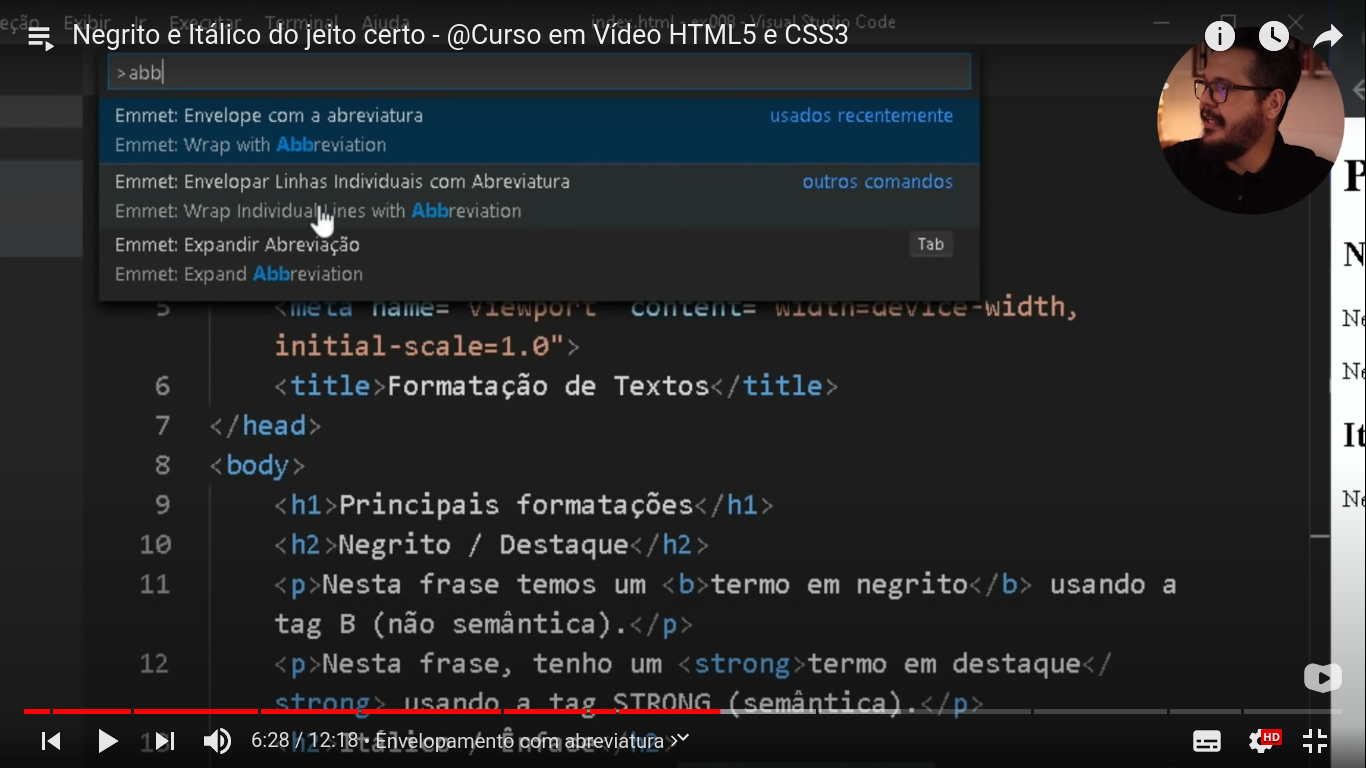 eção Exibir Ir Executar Terminal Ajuda index.html - ex009 - Visual Studio Code
Negrito e Itálico do jeito certo - @Curso em Vídeo HTML5 e CSS3
>abb
Emmet: Envelope com a abreviatura usados recentemente
Emmet: Wrap with Abbreviation
Emmet: Envelopar Linhas Individuais com Abreviatura outros comandos
Emmet: Wrap Individual Lines with Abbreviation
Emmet: Expandir Abreviação Tab
Emmet: Expand Abbreviation
P
N
Ne
Ne
It
Ne
5 <meta name="viewport" content="width=device-width,
initial-scale=1.0">
6 <title>Formatação de Textos</title>
7 </head>
8 <body>
9 <h1>Principais formatações</h1>
10 <h2>Negrito / Destaque</h2>
11 <p>Nesta frase temos um <b>termo em negrito</b> usando a
tag B (não semântica).</p>
12 <p>Nesta frase, tenho um <strong>termo em destaque</
strong> usando a tag STRONG (semântica).</p>
13 <h2>Itálico / Ênfase</h2>
6:28 / 12:18 • Envelopamento com abreviatura >
HD